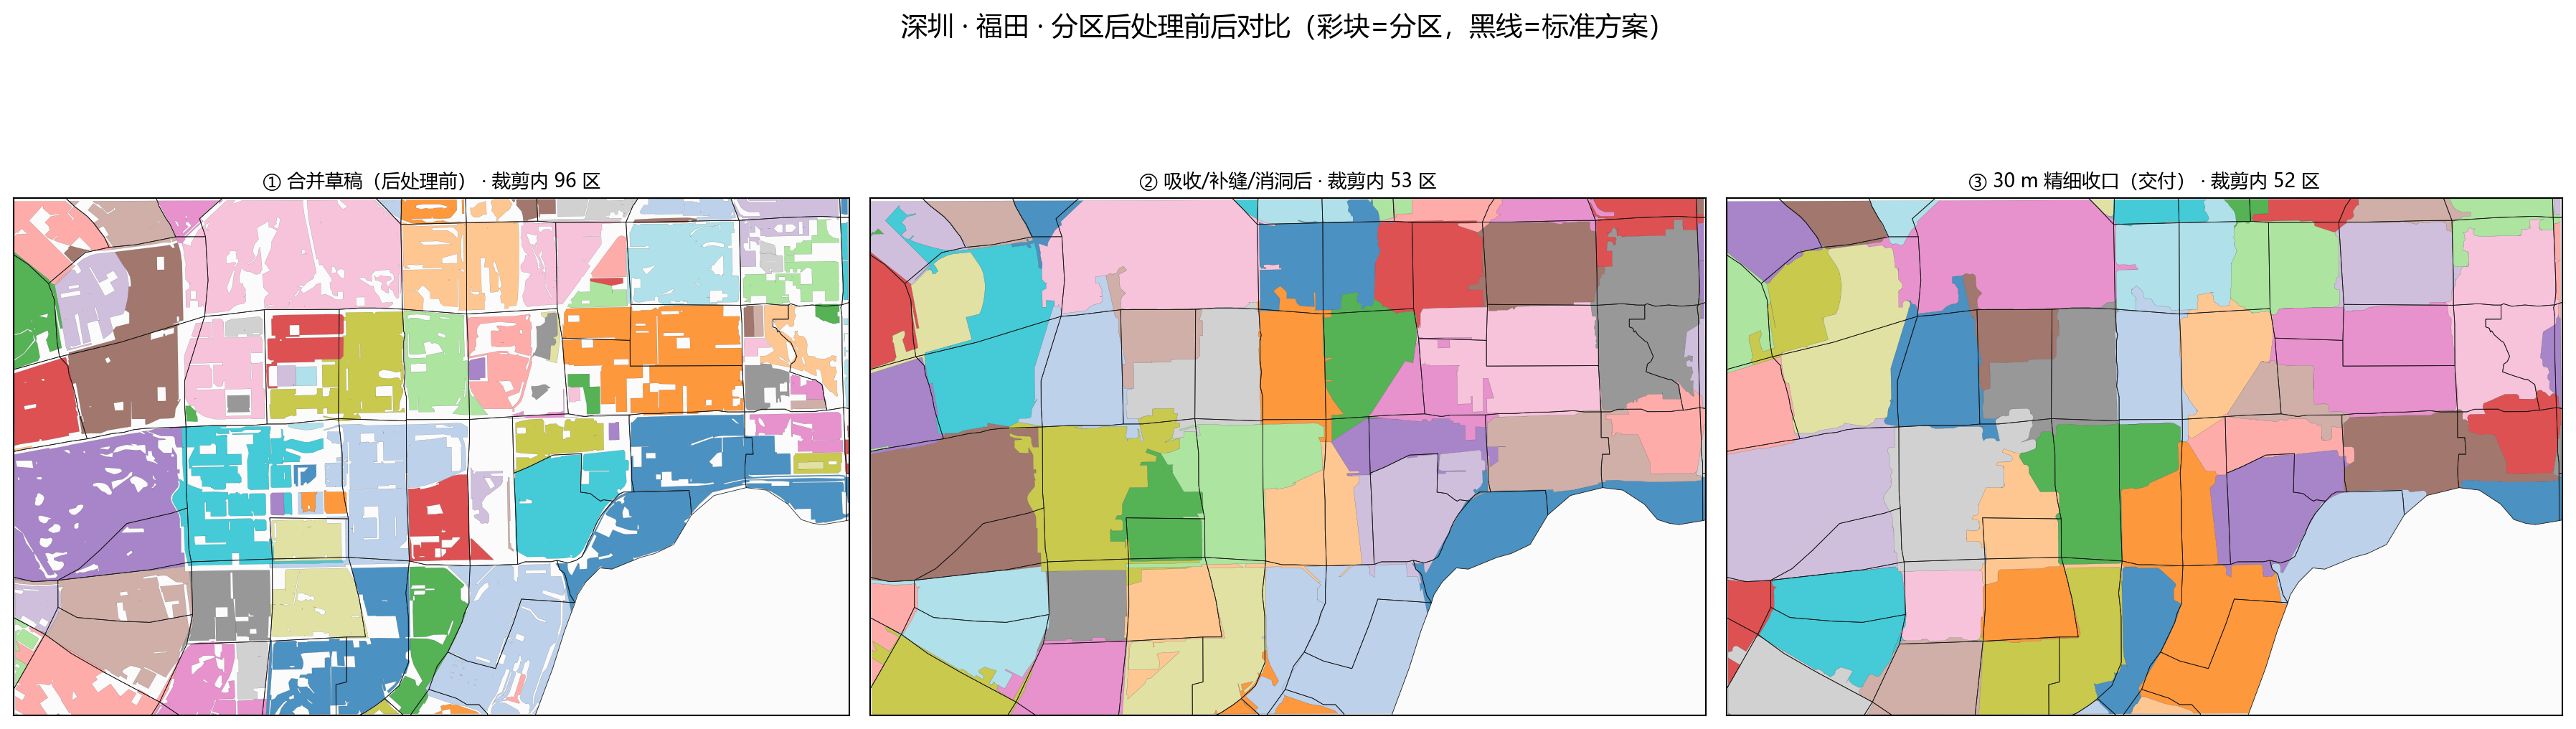 深圳 · 福田 · 分区后处理前后对比（彩块=分区，黑线=标准方案）
① 合并草稿（后处理前） · 裁剪内 96 区
② 吸收/补缝/消洞后 · 裁剪内 53 区
③ 30 m 精细收口（交付） · 裁剪内 52 区